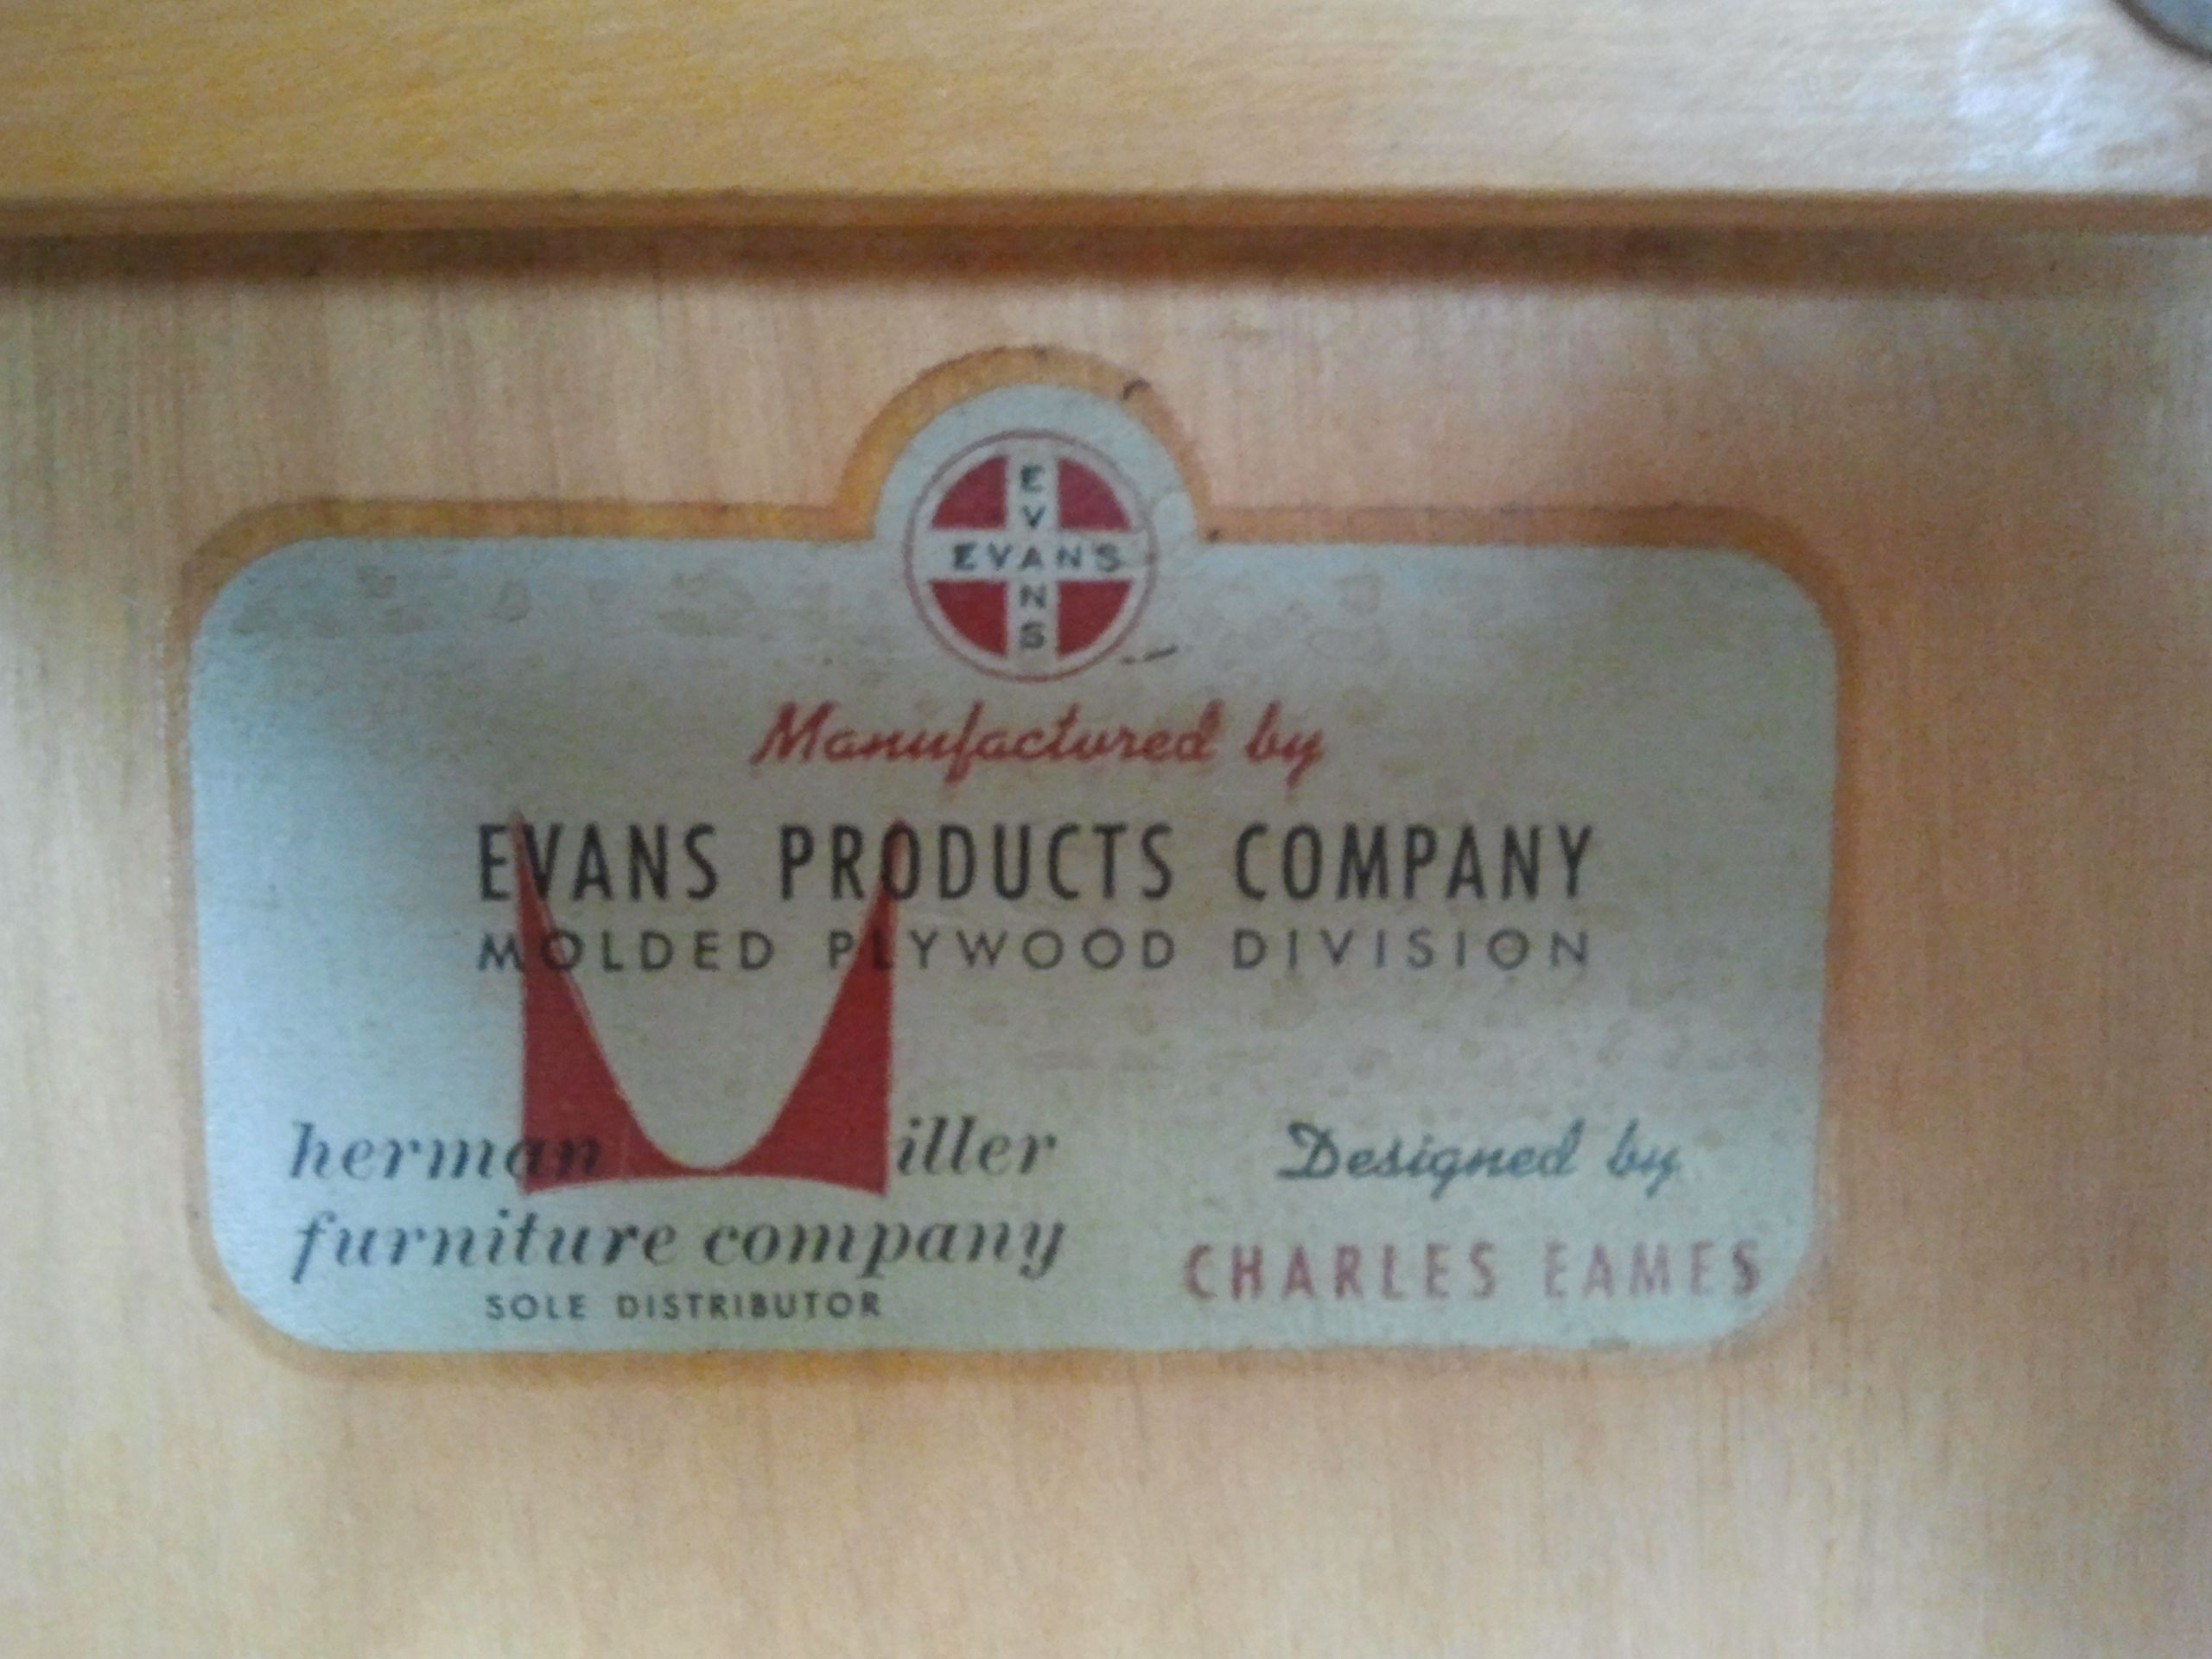 EVANS
EVANS
Manufactured by
EVANS PRODUCTS COMPANY
MOLDED PLYWOOD DIVISION
herman miller
furniture company
SOLE DISTRIBUTOR
Designed by
CHARLES EAMES